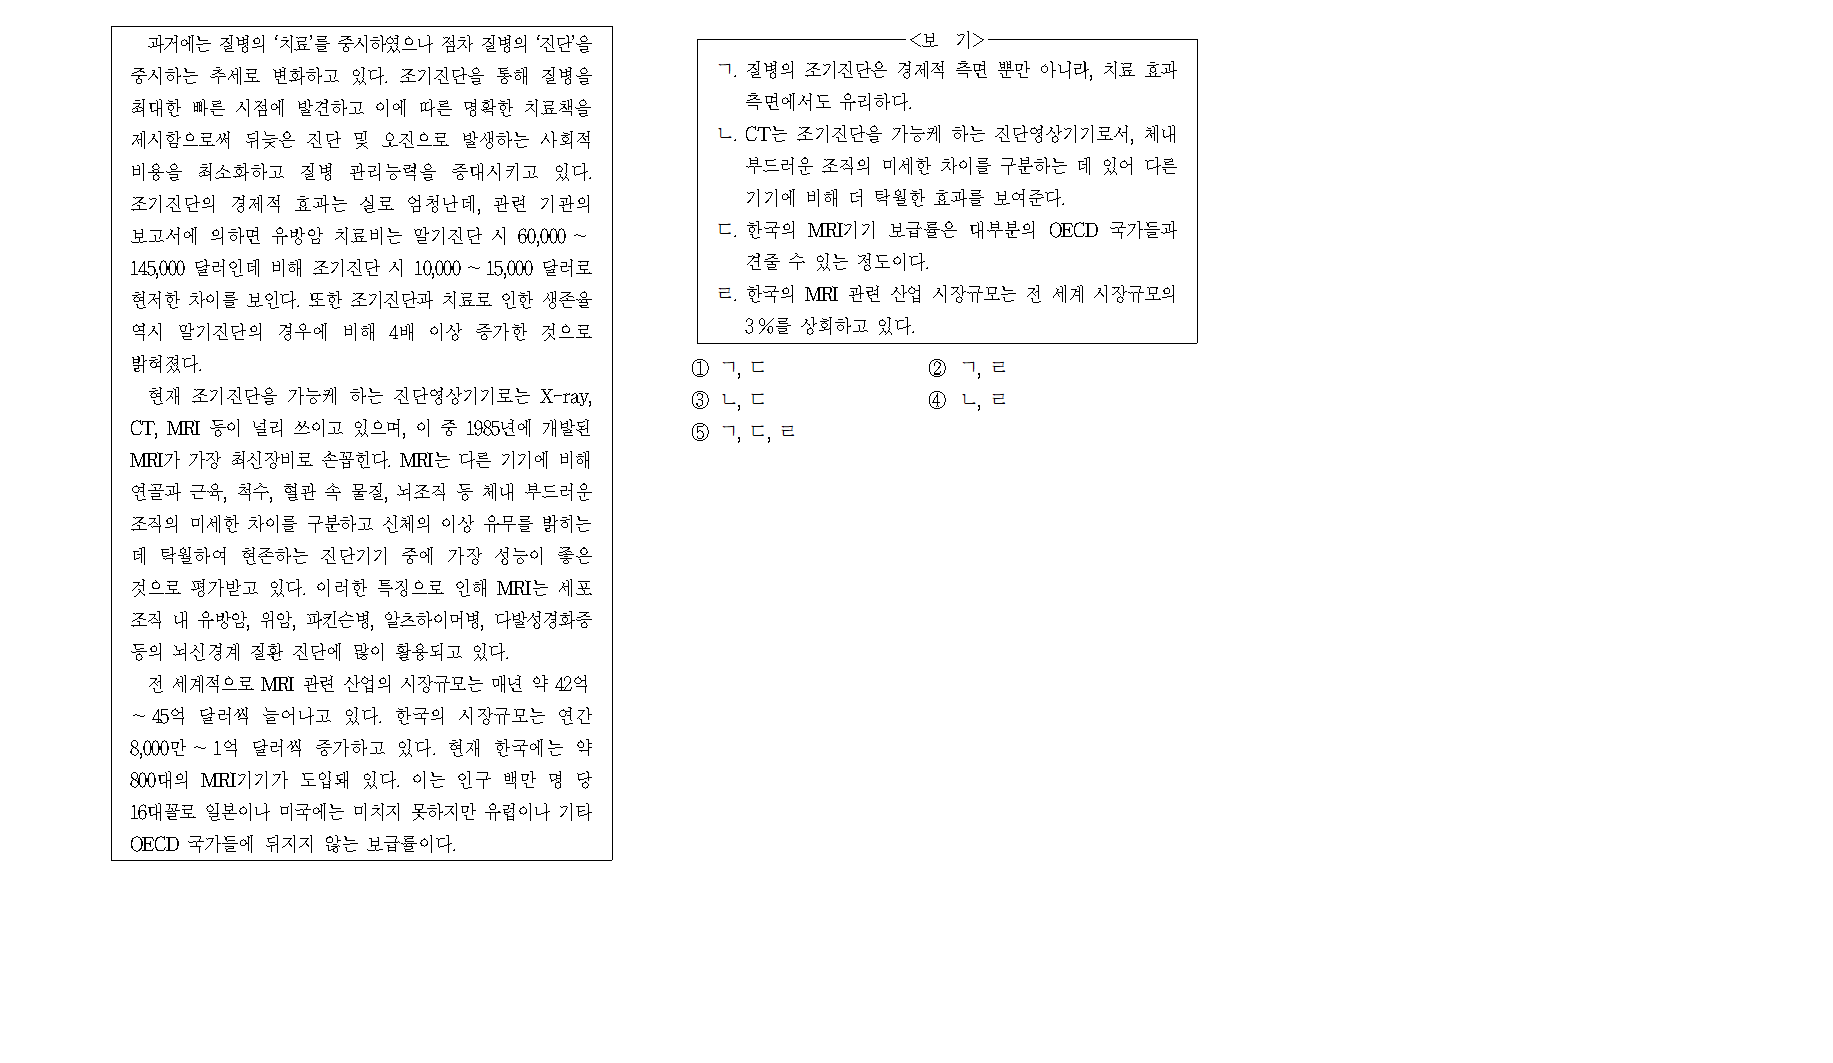 과거에는 질병의 ‘치료’를 중시하였으나 점차 질병의 ‘진단’을
중시하는 추세로 변화하고 있다. 조기진단을 통해 질병을
최대한 빠른 시점에 발견하고 이에 따른 명확한 치료책을
제시함으로써 뒤늦은 진단 및 오진으로 발생하는 사회적
비용을 최소화하고 질병 관리능력을 증대시키고 있다.
조기진단의 경제적 효과는 실로 엄청난데, 관련 기관의
보고서에 의하면 유방암 치료비는 말기진단 시 60,000 ~
145,000 달러인데 비해 조기진단 시 10,000 ~ 15,000 달러로
현저한 차이를 보인다. 또한 조기진단과 치료로 인한 생존율
역시 말기진단의 경우에 비해 4배 이상 증가한 것으로
밝혀졌다.
현재 조기진단을 가능케 하는 진단영상기기로는 X-ray,
CT, MRI 등이 널리 쓰이고 있으며, 이 중 1985년에 개발된
MRI가 가장 최신장비로 손꼽힌다. MRI는 다른 기기에 비해
연골과 근육, 척수, 혈관 속 물질, 뇌조직 등 체내 부드러운
조직의 미세한 차이를 구분하고 신체의 이상 유무를 밝히는
데 탁월하여 현존하는 진단기기 중에 가장 성능이 좋은
것으로 평가받고 있다. 이러한 특징으로 인해 MRI는 세포
조직 내 유방암, 위암, 파킨슨병, 알츠하이머병, 다발성경화증
등의 뇌신경계 질환 진단에 많이 활용되고 있다.
전 세계적으로 MRI 관련 산업의 시장규모는 매년 약 42억
~ 45억 달러씩 늘어나고 있다. 한국의 시장규모는 연간
8,000만 ~ 1억 달러씩 증가하고 있다. 현재 한국에는 약
800대의 MRI기기가 도입돼 있다. 이는 인구 백만 명 당
16대꼴로 일본이나 미국에는 미치지 못하지만 유럽이나 기타
OECD 국가들에 뒤지지 않는 보급률이다.
<보 기>
ㄱ. 질병의 조기진단은 경제적 측면 뿐만 아니라, 치료 효과
측면에서도 유리하다.
ㄴ. CT는 조기진단을 가능케 하는 진단영상기기로서, 체내
부드러운 조직의 미세한 차이를 구분하는 데 있어 다른
기기에 비해 더 탁월한 효과를 보여준다.
ㄷ. 한국의 MRI기기 보급률은 대부분의 OECD 국가들과
견줄 수 있는 정도이다.
ㄹ. 한국의 MRI 관련 산업 시장규모는 전 세계 시장규모의
3%를 상회하고 있다.
① ㄱ, ㄷ ② ㄱ, ㄹ
③ ㄴ, ㄷ ④ ㄴ, ㄹ
⑤ ㄱ, ㄷ, ㄹ